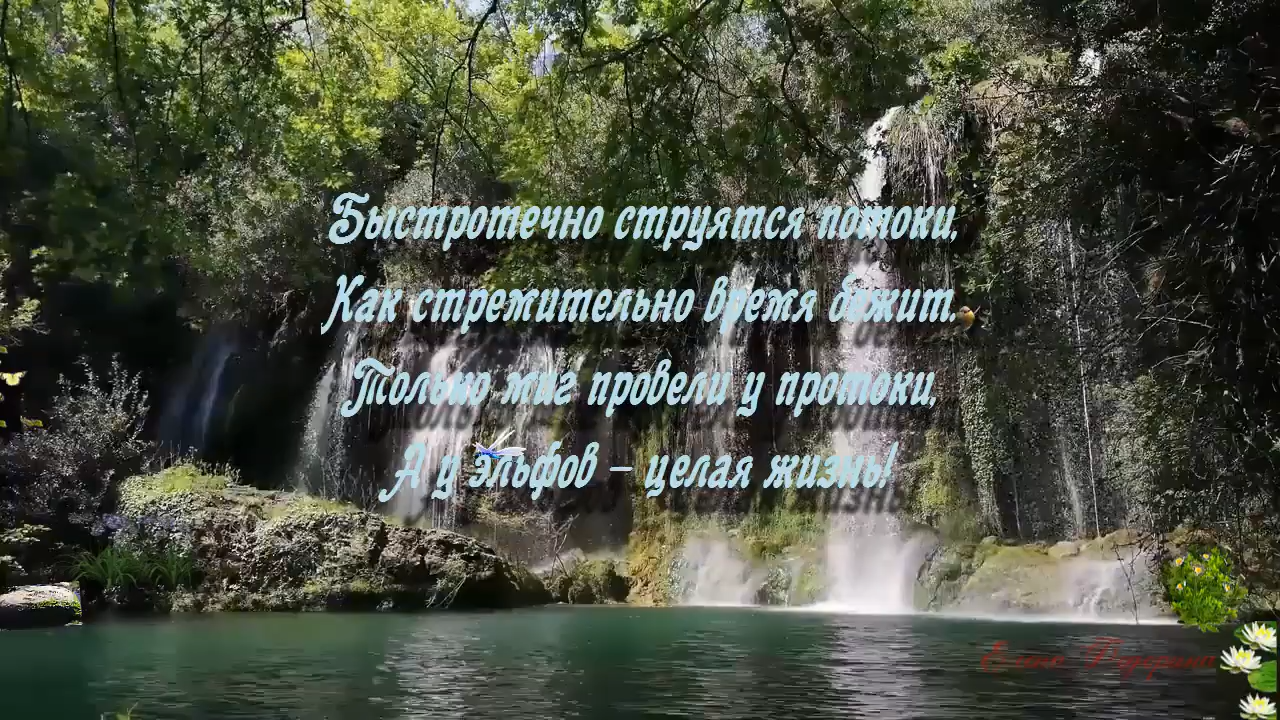 Быстротечно струятся потоки,
Как стремительно время бежит.
Только миг провели у протоки,
А у эльфов – целая жизнь!